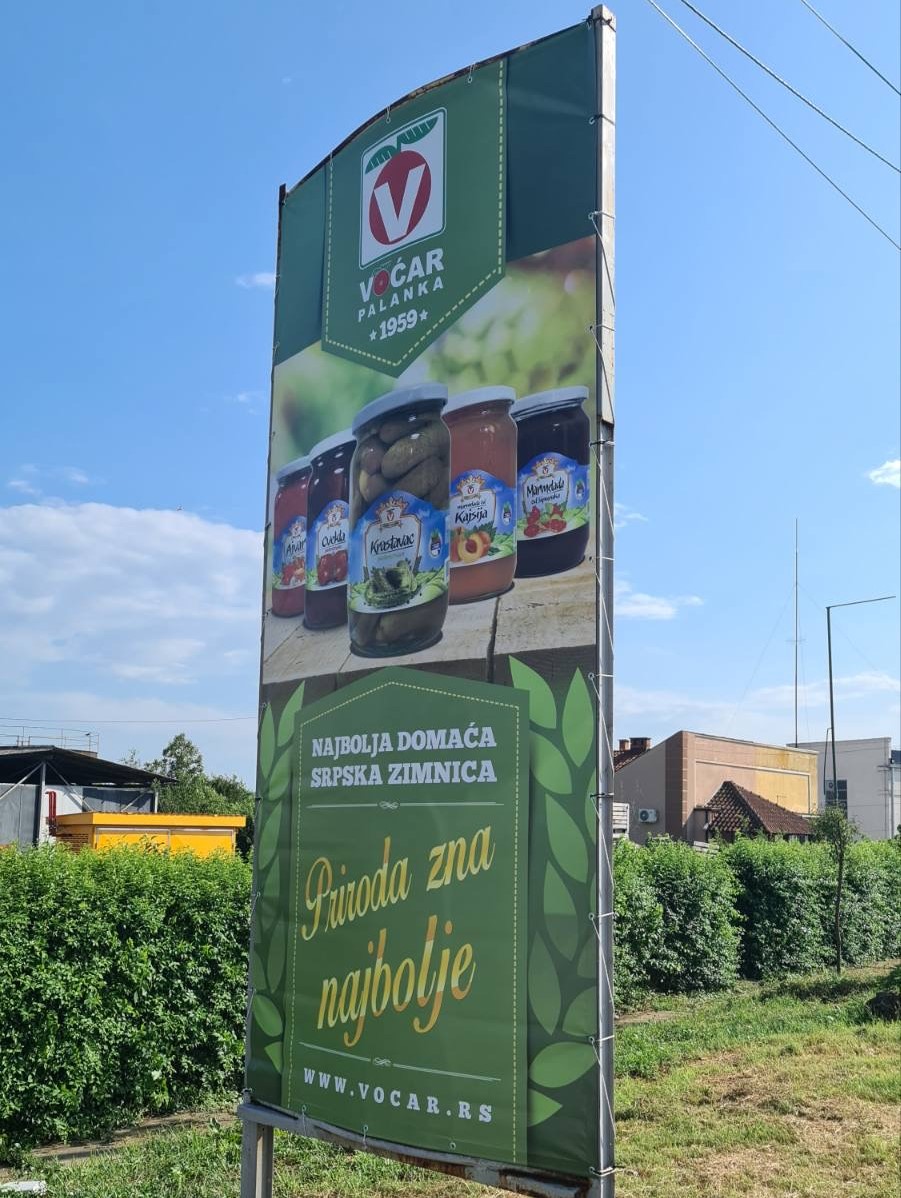 V
VOĆAR
PALANKA
★1959★
Ajvar
Cvekla
Krastavac
Kajsija
Marmelada
NAJBOLJA DOMAĆA
SRPSKA ZIMNICA
Priroda zna
najbolje
WWW.VOCAR.RS